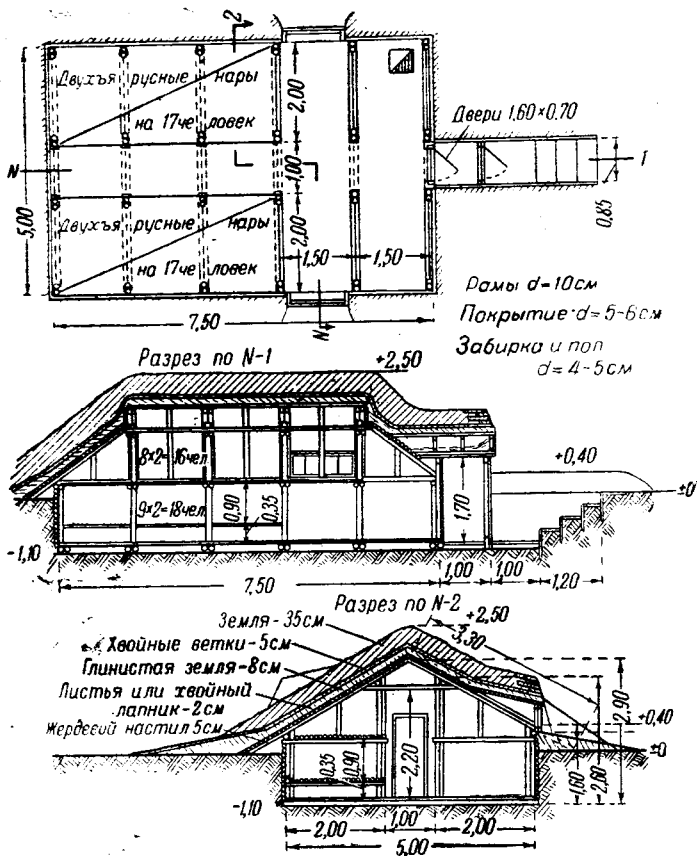 2
Двухъярусные нары
на 17 человек
2,00
Двери 1,60×0,70
N
1,00
1
5,00
0,85
Двухъярусные нары
на 17 человек
2,00
1,50
1,50
Рамы d=10см
7,50
N
Покрытие d=5-6см
Забирка и пол
d=4-5см
Разрез по N-1
+2,50
8×2=16чел
+0,40
9×2=18чел
0,90
0,35
1,70
±0
-1,10
7,50
1,00
1,00
1,20
Разрез по N-2
Земля-35см
+2,50
Хвойные ветки-5см
3,30
Глинистая земля-8см
Листья или хвойный
лапник-2см
Жердевой настил 5см
2,90
+0,40
±0
0,35
0,90
2,20
1,60
2,60
-1,10
2,00
1,00
2,00
5,00